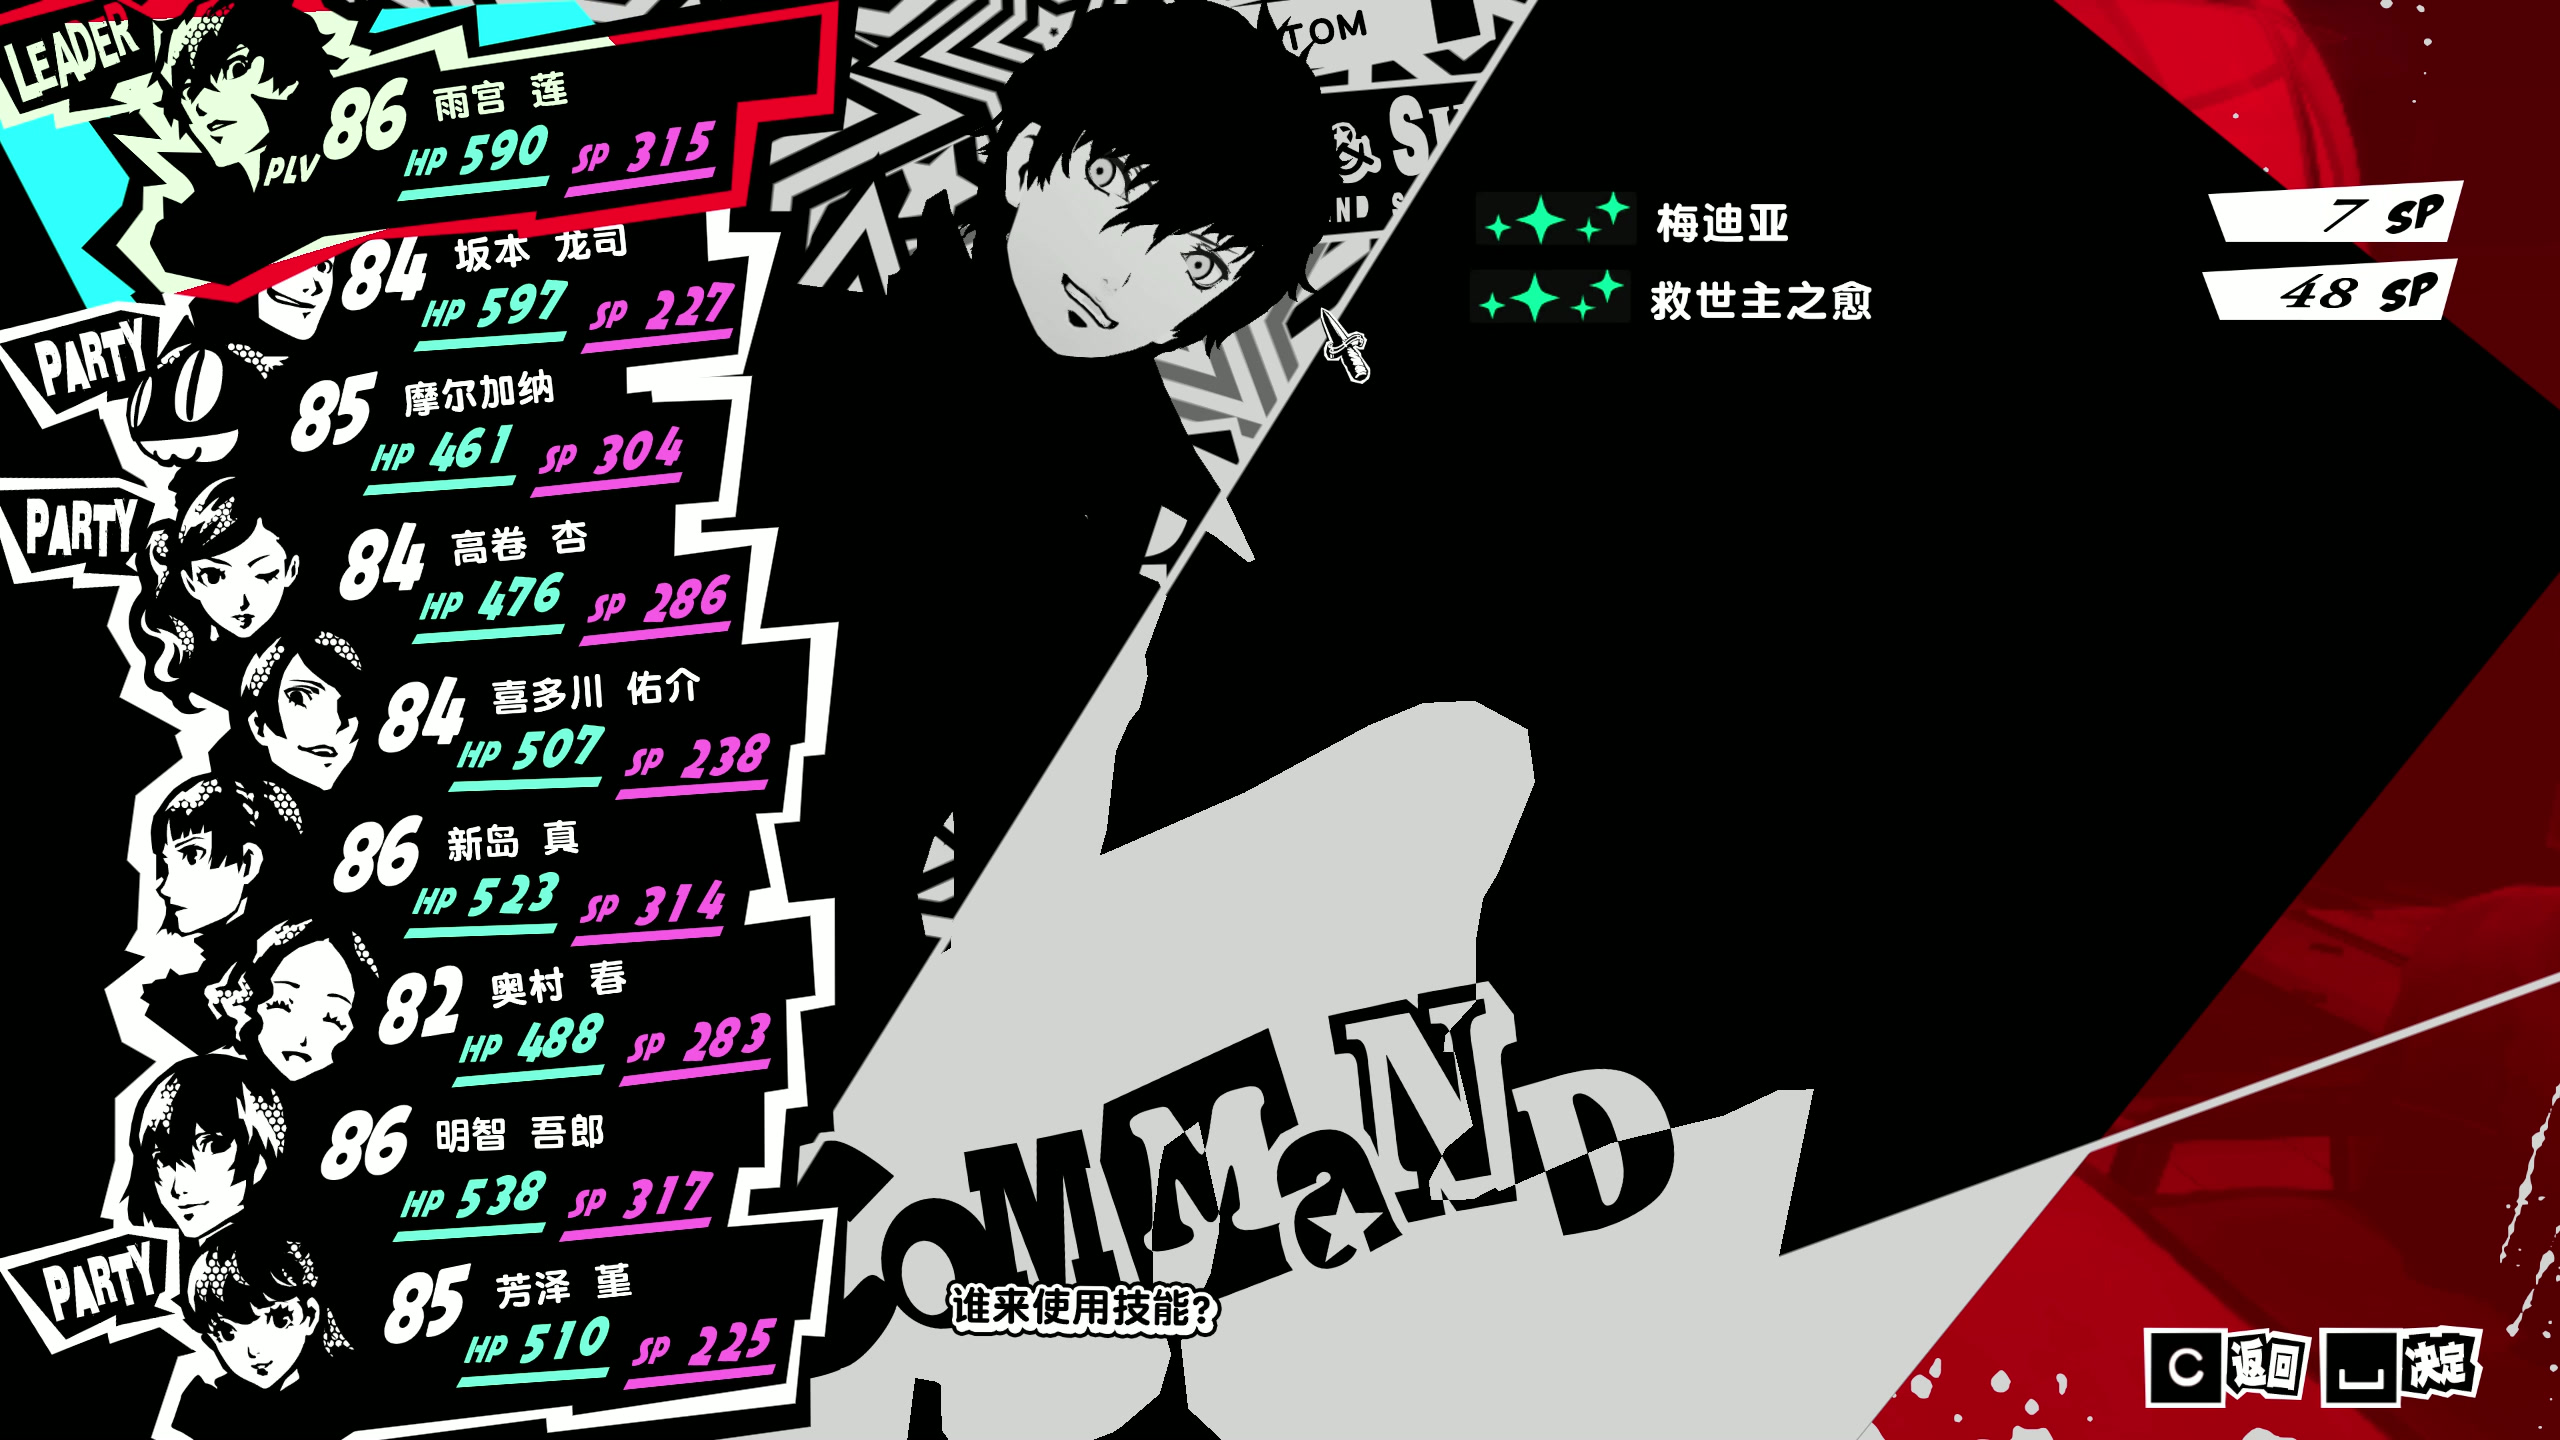 LEADER
86 雨宫 莲
PLV HP 590 SP 315
84 坂本 龙司
HP 597 SP 227
PARTY
85 摩尔加纳
HP 461 SP 304
PARTY
84 高卷 杏
HP 476 SP 286
84 喜多川 佑介
HP 507 SP 238
86 新岛 真
HP 523 SP 314
82 奥村 春
HP 488 SP 283
86 明智 吾郎
HP 538 SP 317
PARTY
85 芳泽 堇
HP 510 SP 225
TOM
梅迪亚 7 SP
救世主之愈 48 SP
COMMAND
谁来使用技能?
C 返回 决定